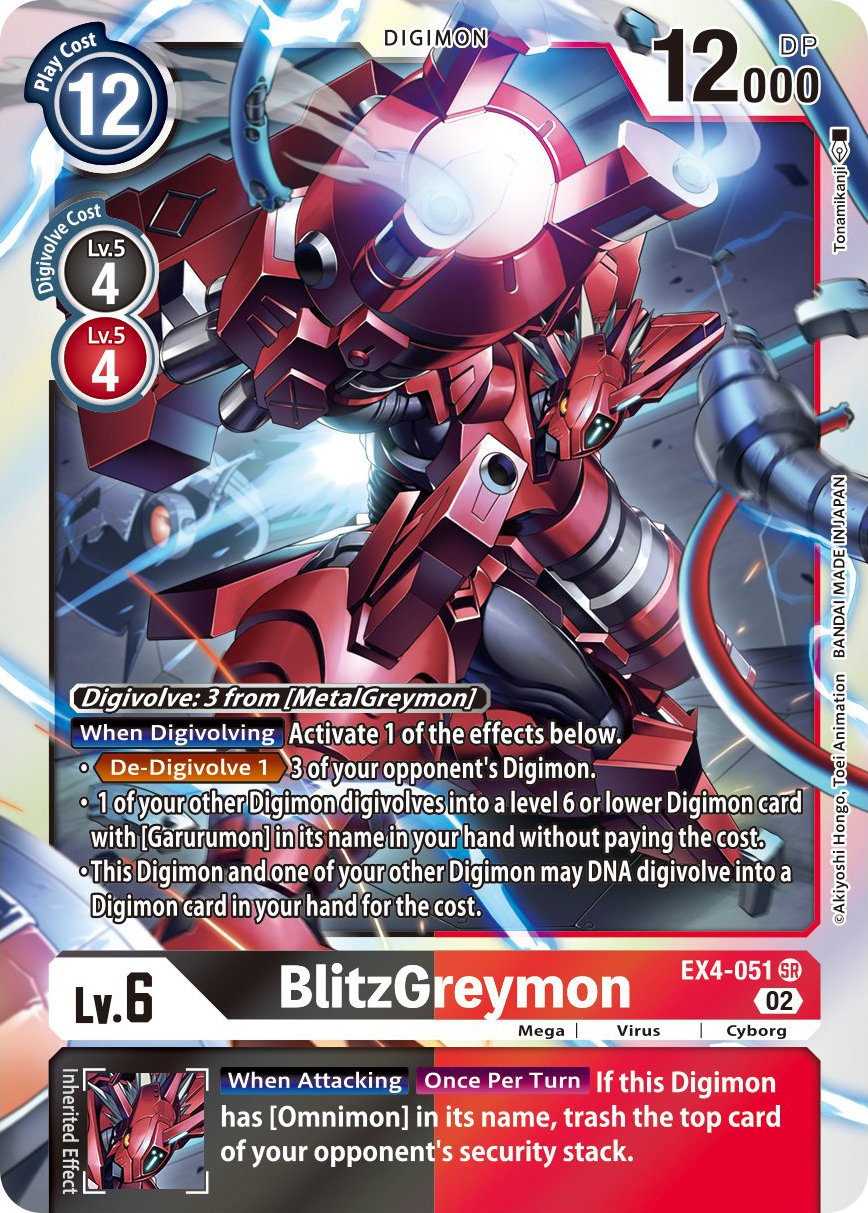 DIGIMON
Play Cost
12
12000
DP
Digivolve Cost
Lv.5
4
Lv.5
4
Tonamikanji
Digivolve: 3 from [MetalGreymon]
When Digivolving Activate 1 of the effects below.
• De-Digivolve 1 3 of your opponent's Digimon.
• 1 of your other Digimon digivolves into a level 6 or lower Digimon card
with [Garurumon] in its name in your hand without paying the cost.
•This Digimon and one of your other Digimon may DNA digivolve into a
Digimon card in your hand for the cost.
©Akiyoshi Hongo, Toei Animation BANDAI MADE IN JAPAN
Lv.6
BlitzGreymon
EX4-051 SR
02
Mega | Virus | Cyborg
Inherited Effect
When Attacking Once Per Turn If this Digimon
has [Omnimon] in its name, trash the top card
of your opponent's security stack.